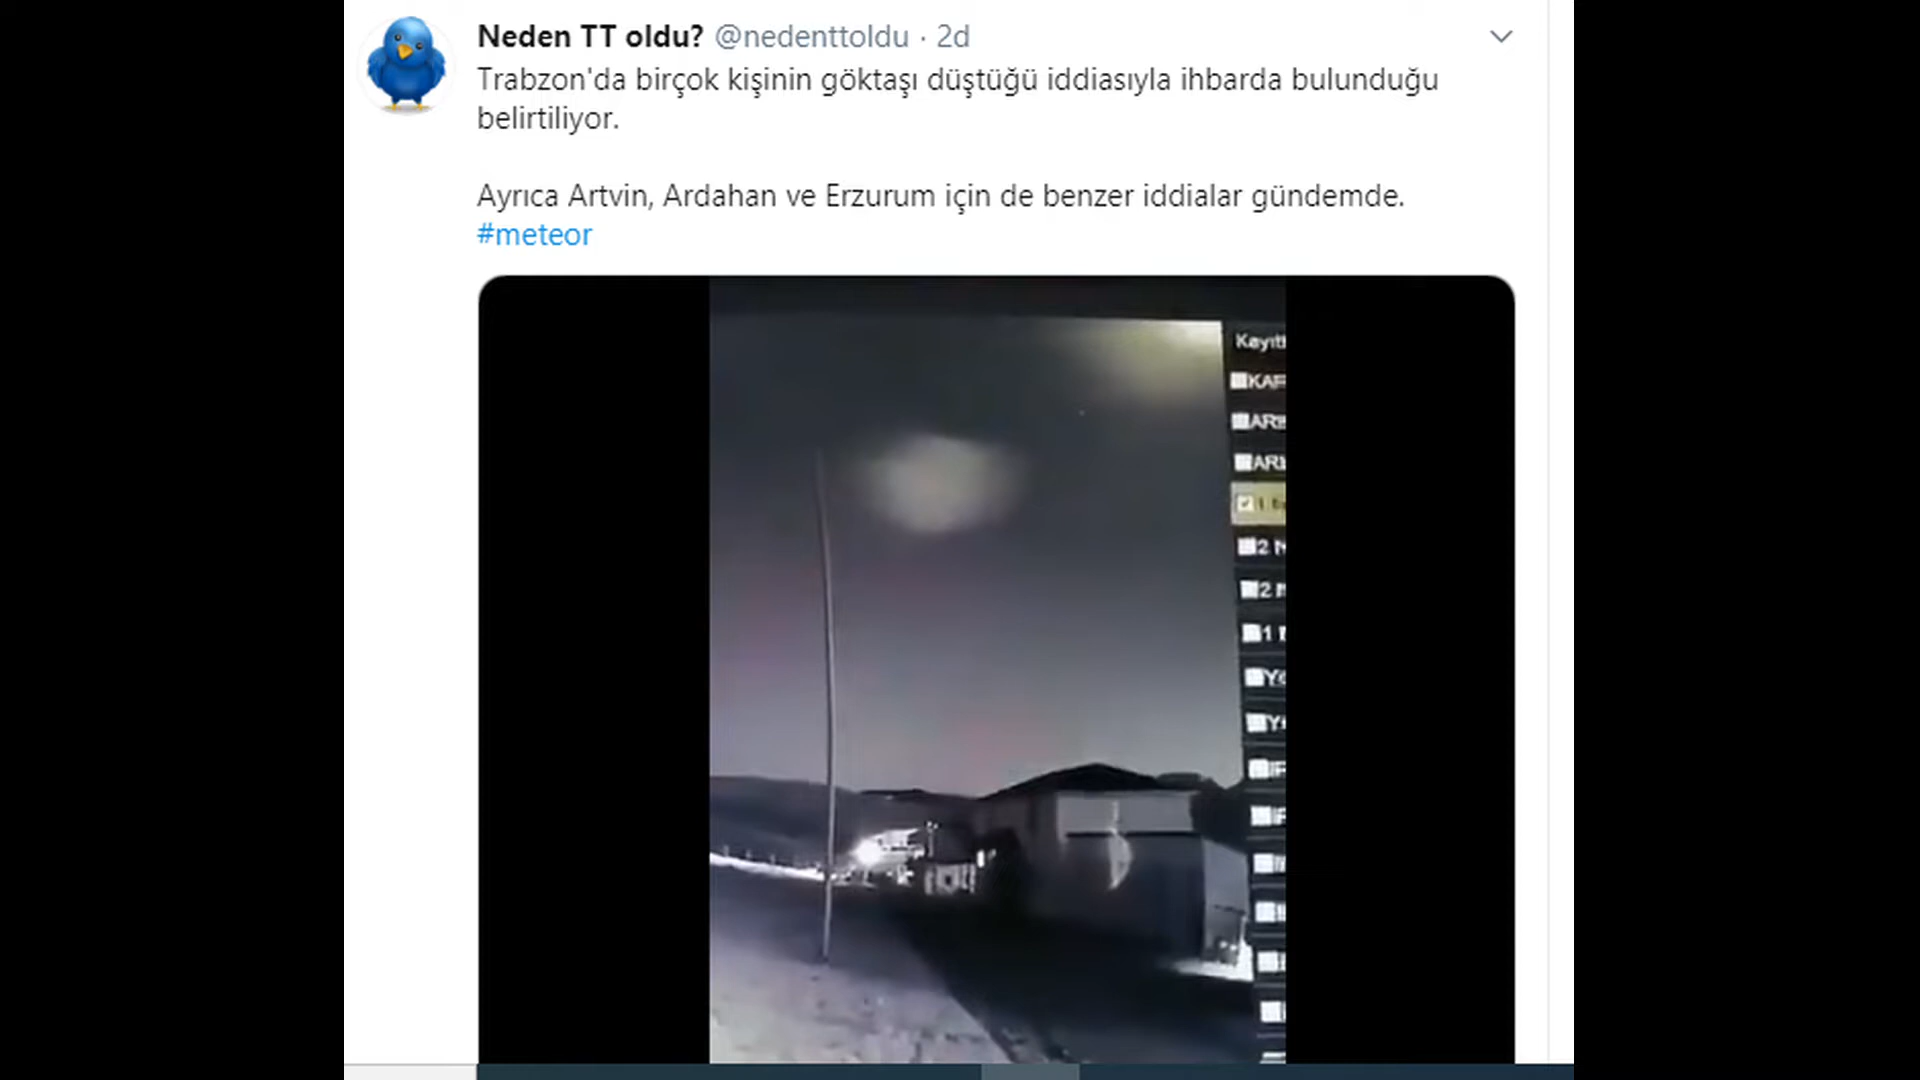 Neden TT oldu? @nedenttoldu · 2d
Trabzon'da birçok kişinin göktaşı düştüğü iddiasıyla ihbarda bulunduğu
belirtiliyor.
Ayrıca Artvin, Ardahan ve Erzurum için de benzer iddialar gündemde.
#meteor